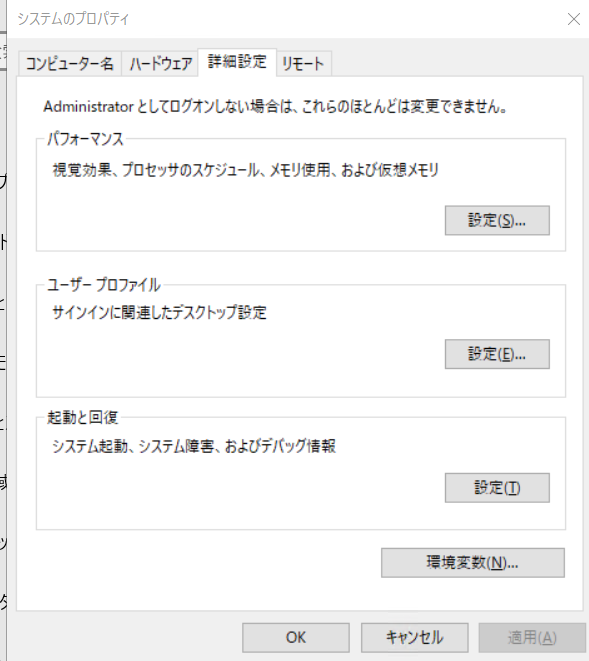 システムのプロパティ
コンピューター名 ハードウェア 詳細設定 リモート
Administrator としてログオンしない場合は、これらのほとんどは変更できません。
パフォーマンス
視覚効果、プロセッサのスケジュール、メモリ使用、および仮想メモリ
設定(S)...
ユーザー プロファイル
サインインに関連したデスクトップ設定
設定(E)...
起動と回復
システム起動、システム障害、およびデバッグ情報
設定(T)
環境変数(N)...
OK キャンセル 適用(A)